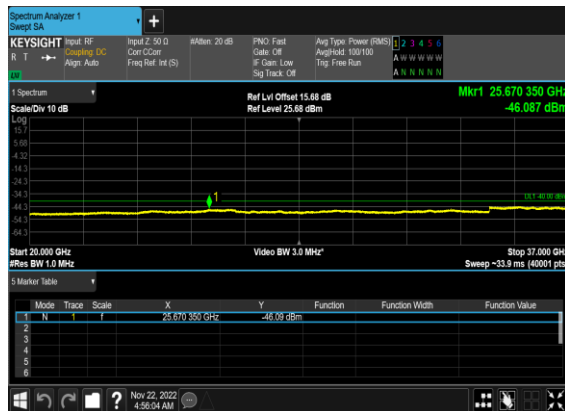 Spectrum Analyzer 1
Swept SA
+
KEYSIGHT
R T
LW
Input: RF
Coupling: DC
Align: Auto
Input Z: 50 Ω
Corr CCorr
Freq Ref: Int (S)
#Atten: 20 dB
PNO: Fast
Gate: Off
IF Gain: Low
Sig Track: Off
Avg Type: Power (RMS)
Avg|Hold: 100/100
Trig: Free Run
1 2 3 4 5 6
A W W W W W
A N N N N N
1 Spectrum
Scale/Div 10 dB
Ref Lvl Offset 15.68 dB
Ref Level 25.68 dBm
Mkr1 25.670 350 GHz
-46.087 dBm
Log
15.7
5.68
-4.32
-14.3
-24.3
-34.3
-44.3
-54.3
-64.3
1
DL1 -40.00 dBm
Start 20.000 GHz
#Res BW 1.0 MHz
Video BW 3.0 MHz*
Stop 37.000 GHz
Sweep ~33.9 ms (40001 pts)
5 Marker Table
Mode Trace Scale X Y Function Function Width Function Value
1 N 1 f 25.670 350 GHz -46.09 dBm
2
3
4
5
6
?
Nov 22, 2022
4:56:04 AM